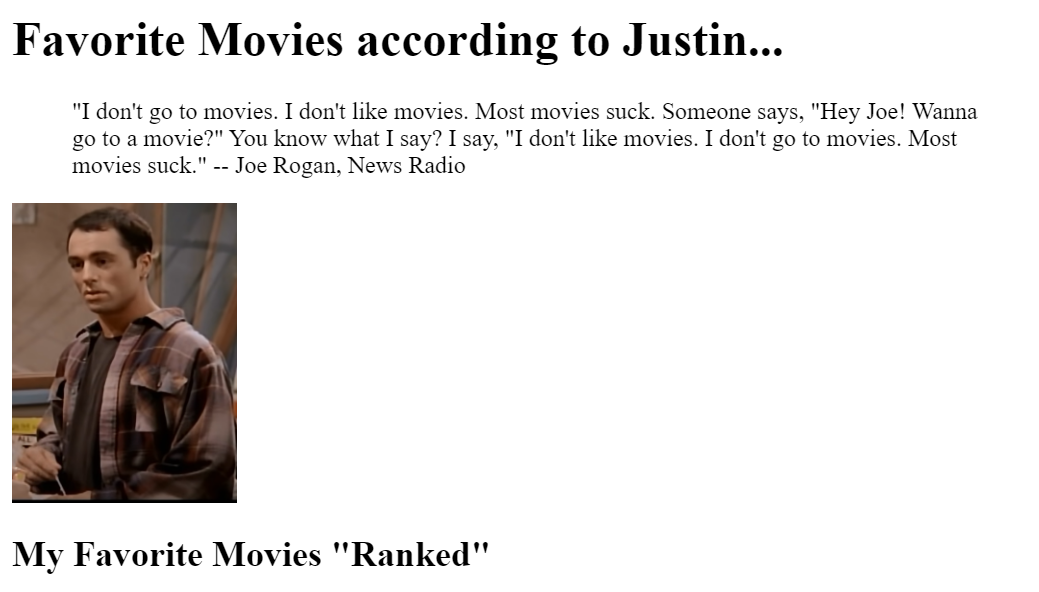 Favorite Movies according to Justin...
"I don't go to movies. I don't like movies. Most movies suck. Someone says, "Hey Joe! Wanna
go to a movie?" You know what I say? I say, "I don't like movies. I don't go to movies. Most
movies suck." -- Joe Rogan, News Radio
ALL
My Favorite Movies "Ranked"